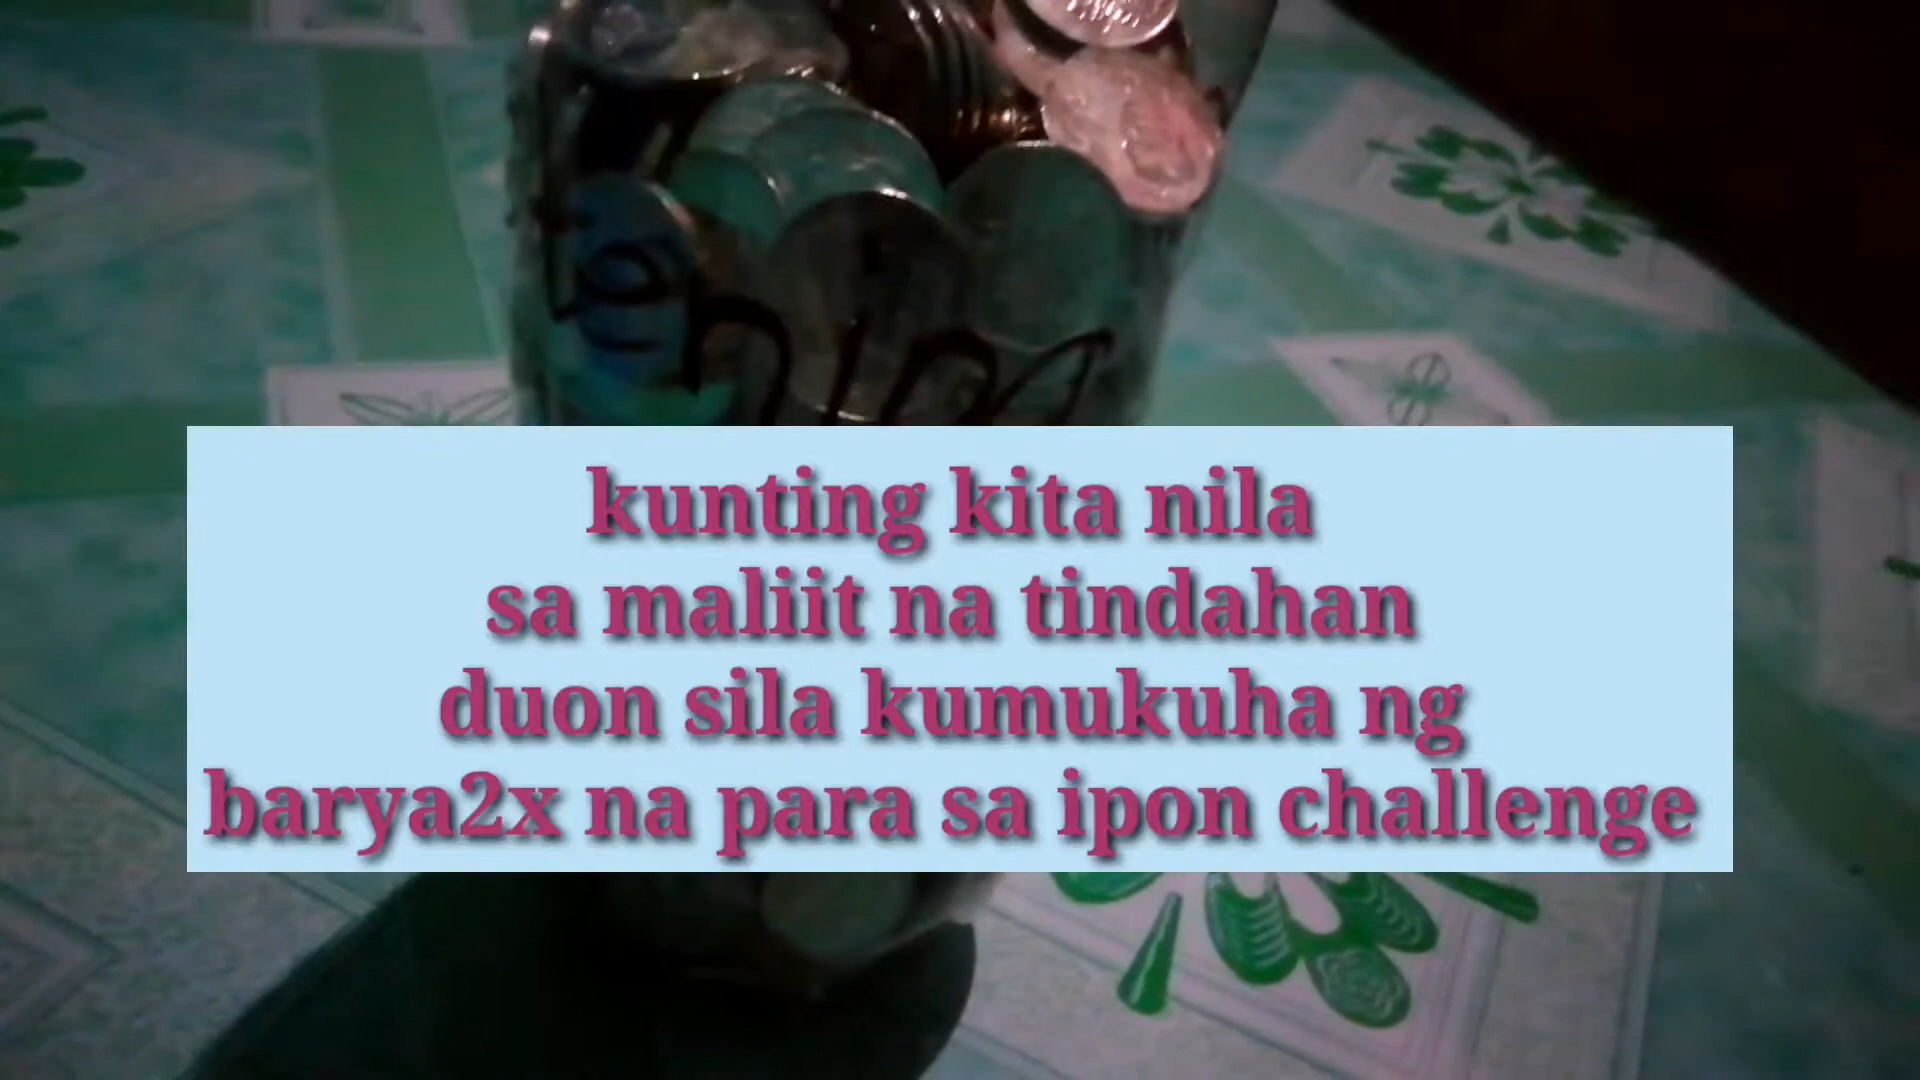 kunting kita nila
sa maliit na tindahan
duon sila kumukuha ng
barya2x na para sa ipon challenge